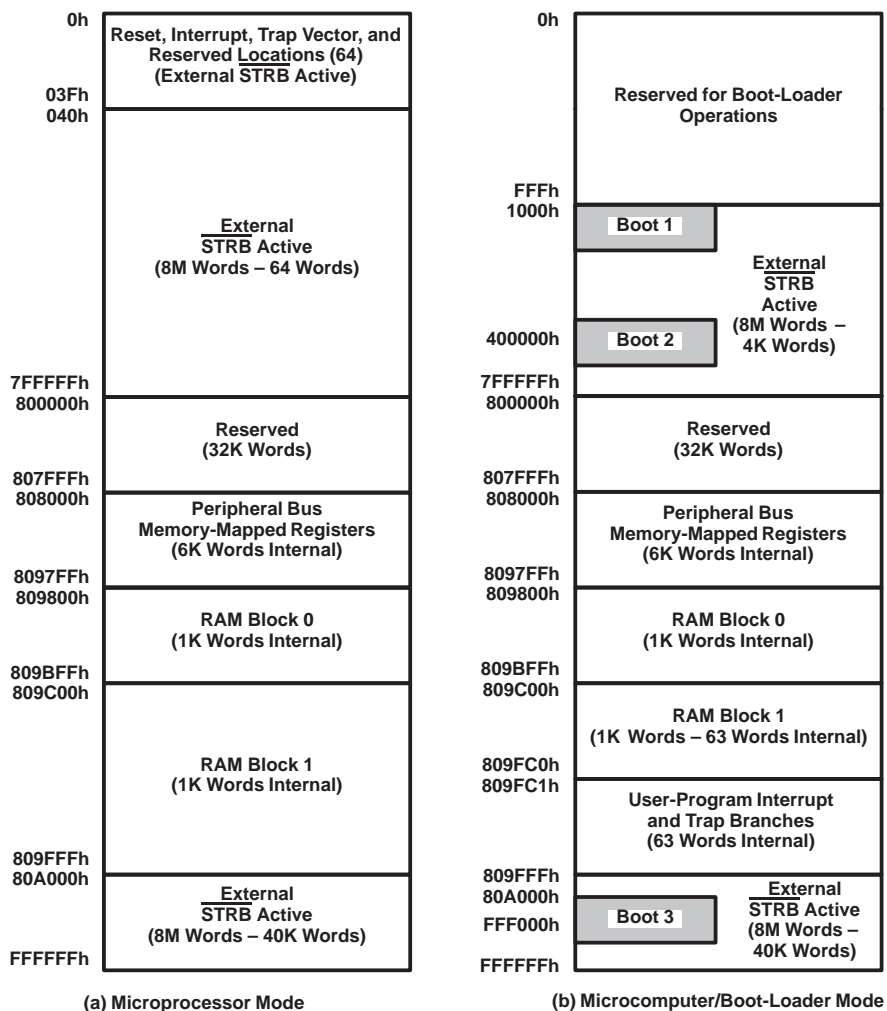 0h
Reset, Interrupt, Trap Vector, and
Reserved Locations (64)
(External STRB Active)
03Fh
040h
External
STRB Active
(8M Words – 64 Words)
7FFFFFh
800000h
Reserved
(32K Words)
807FFFh
808000h
Peripheral Bus
Memory-Mapped Registers
(6K Words Internal)
8097FFh
809800h
RAM Block 0
(1K Words Internal)
809BFFh
809C00h
RAM Block 1
(1K Words Internal)
809FFFh
80A000h
External
STRB Active
(8M Words – 40K Words)
FFFFFFh
(a) Microprocessor Mode
0h
Reserved for Boot-Loader
Operations
FFFh
1000h
Boot 1
External
STRB
Active
(8M Words –
4K Words)
400000h
Boot 2
7FFFFFh
800000h
Reserved
(32K Words)
807FFFh
808000h
Peripheral Bus
Memory-Mapped Registers
(6K Words Internal)
8097FFh
809800h
RAM Block 0
(1K Words Internal)
809BFFh
809C00h
RAM Block 1
(1K Words – 63 Words Internal)
809FC0h
809FC1h
User-Program Interrupt
and Trap Branches
(63 Words Internal)
809FFFh
80A000h
FFF000h
Boot 3
External
STRB Active
(8M Words –
40K Words)
FFFFFFh
(b) Microcomputer/Boot-Loader Mode